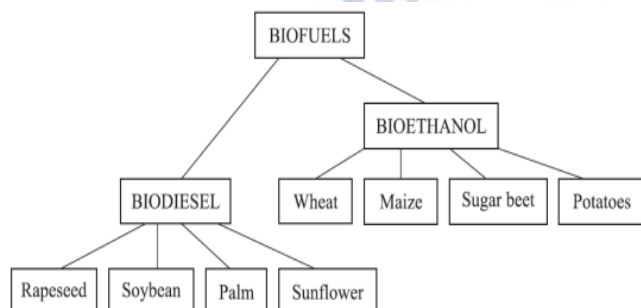 BIOFUELS
BIOETHANOL
BIODIESEL
Wheat
Maize
Sugar beet
Potatoes
Rapeseed
Soybean
Palm
Sunflower